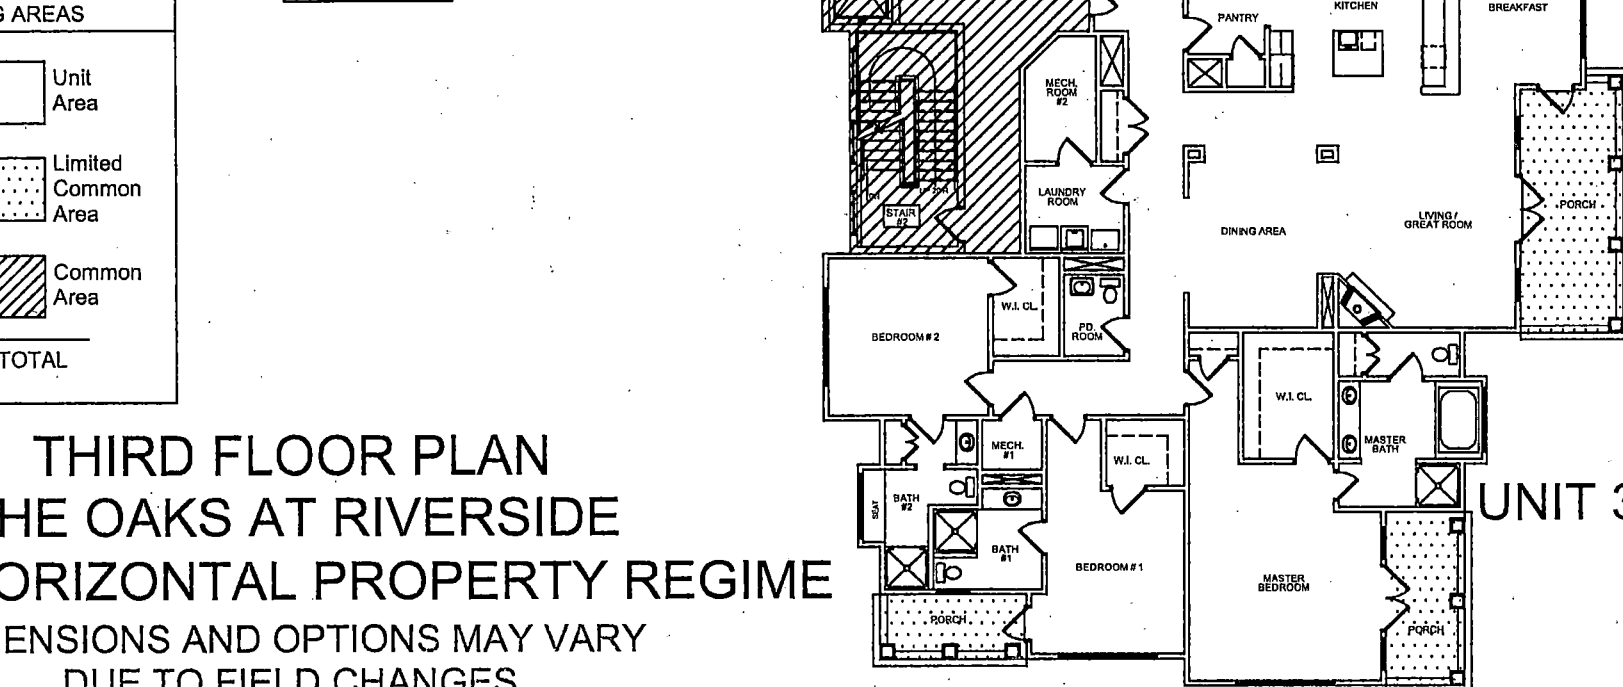 G AREAS
Unit
Area
Limited
Common
Area
Common
Area
TOTAL
THIRD FLOOR PLAN
HE OAKS AT RIVERSIDE
ORIZONTAL PROPERTY REGIME
ENSIONS AND OPTIONS MAY VARY
DUE TO FIELD CHANGES
PANTRY
KITCHEN
BREAKFAST
MECH.
ROOM
#2
LAUNDRY
ROOM
STAIR
#2
DINING AREA
LIVING /
GREAT ROOM
PORCH
BEDROOM # 2
W.I. CL.
PD.
ROOM
W.I. CL.
MASTER
BATH
MECH.
#1
W.I. CL.
SEAT
BATH
#2
BATH
#1
BEDROOM # 1
MASTER
BEDROOM
PORCH
PORCH
UNIT 3